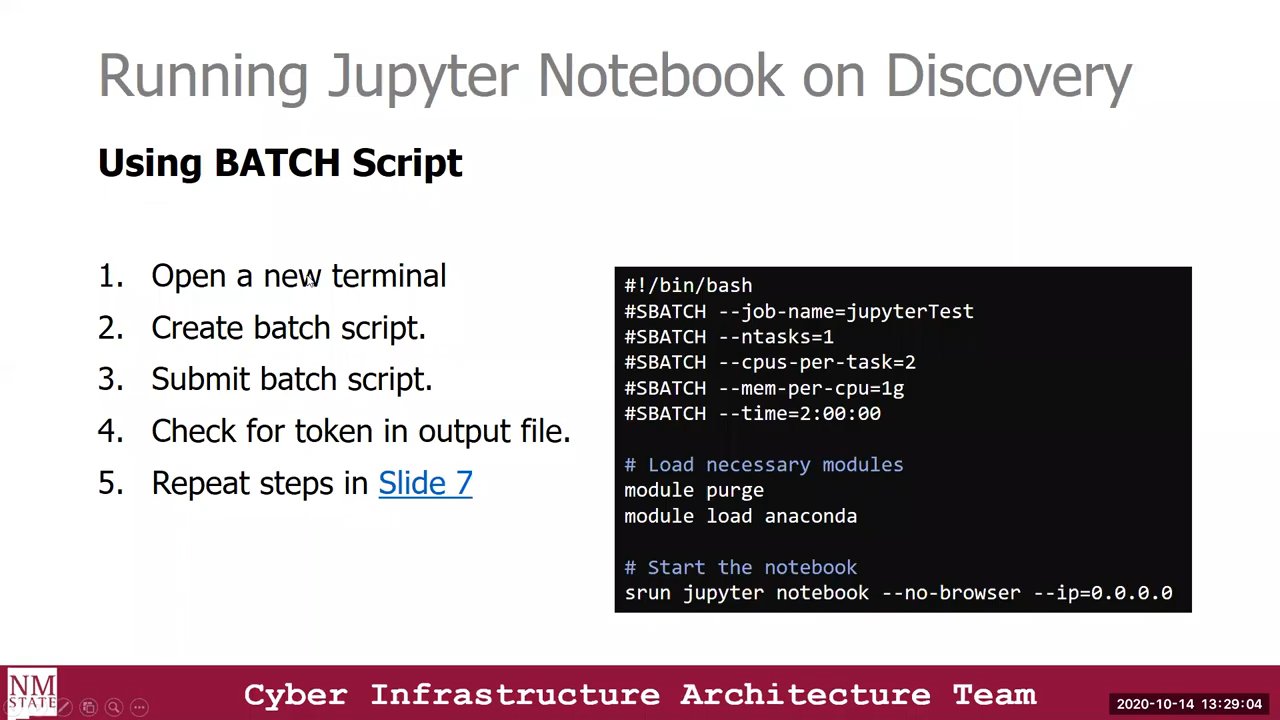 Running Jupyter Notebook on Discovery
Using BATCH Script
1. Open a new terminal
2. Create batch script.
3. Submit batch script.
4. Check for token in output file.
5. Repeat steps in Slide 7
#!/bin/bash
#SBATCH --job-name=jupyterTest
#SBATCH --ntasks=1
#SBATCH --cpus-per-task=2
#SBATCH --mem-per-cpu=1g
#SBATCH --time=2:00:00
# Load necessary modules
module purge
module load anaconda
# Start the notebook
srun jupyter notebook --no-browser --ip=0.0.0.0
NM
STATE
Cyber Infrastructure Architecture Team
2020-10-14 13:29:04